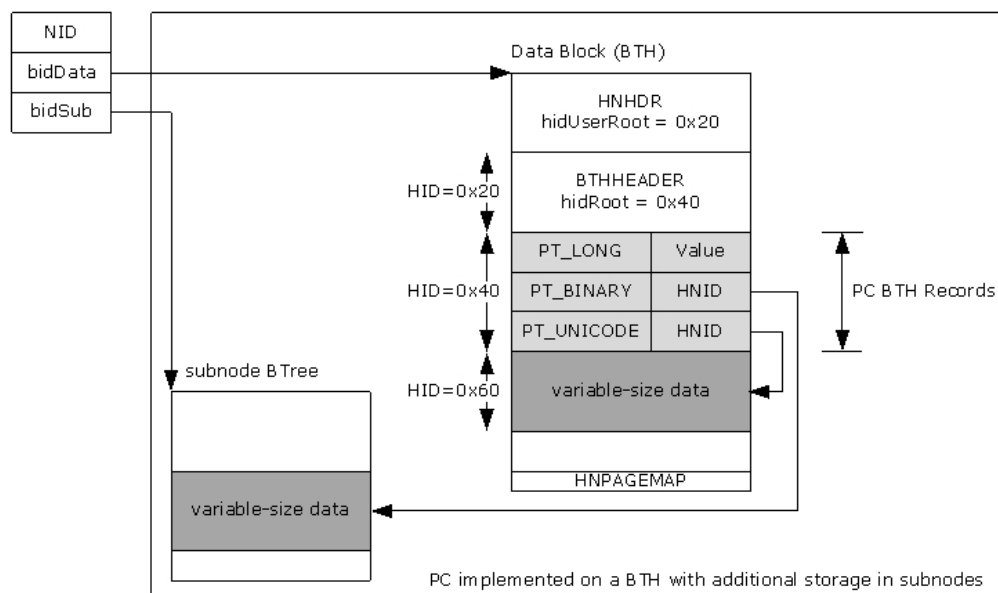 NID
bidData
bidSub
Data Block (BTH)
HNHDR
hidUserRoot = 0x20
HID=0x20
BTHHEADER
hidRoot = 0x40
HID=0x40
PT_LONG Value
PT_BINARY HNID
PT_UNICODE HNID
PC BTH Records
HID=0x60
variable-size data
HNPAGEMAP
subnode BTree
variable-size data
PC implemented on a BTH with additional storage in subnodes